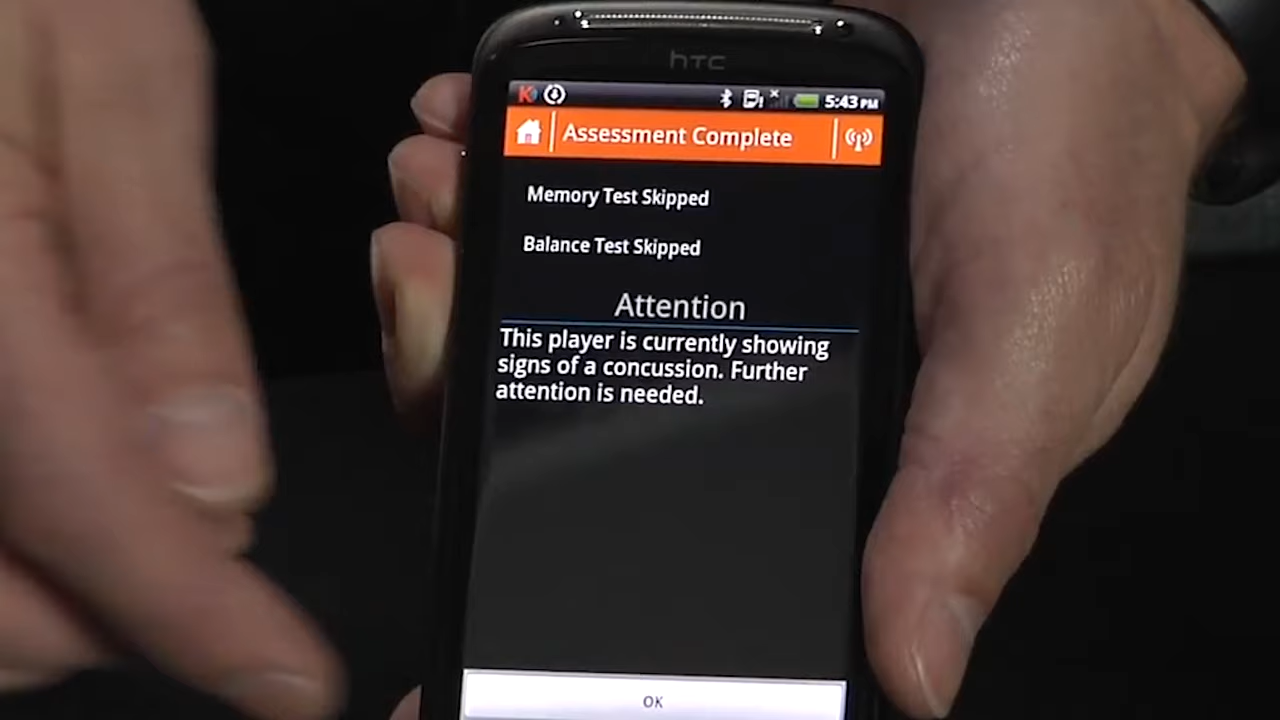 hTC
5:43 PM
Assessment Complete
Memory Test Skipped
Balance Test Skipped
Attention
This player is currently showing
signs of a concussion. Further
attention is needed.
OK